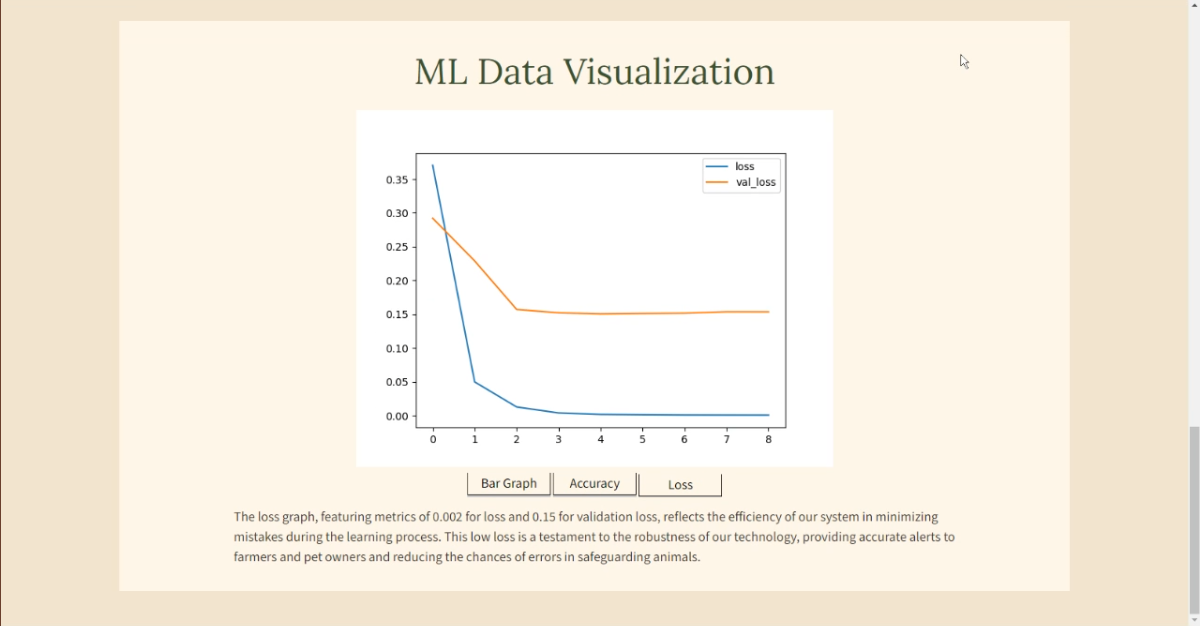 ML Data Visualization
loss
val_loss
0.35
0.30
0.25
0.20
0.15
0.10
0.05
0.00
0 1 2 3 4 5 6 7 8
Bar Graph Accuracy Loss
The loss graph, featuring metrics of 0.002 for loss and 0.15 for validation loss, reflects the efficiency of our system in minimizing
mistakes during the learning process. This low loss is a testament to the robustness of our technology, providing accurate alerts to
farmers and pet owners and reducing the chances of errors in safeguarding animals.